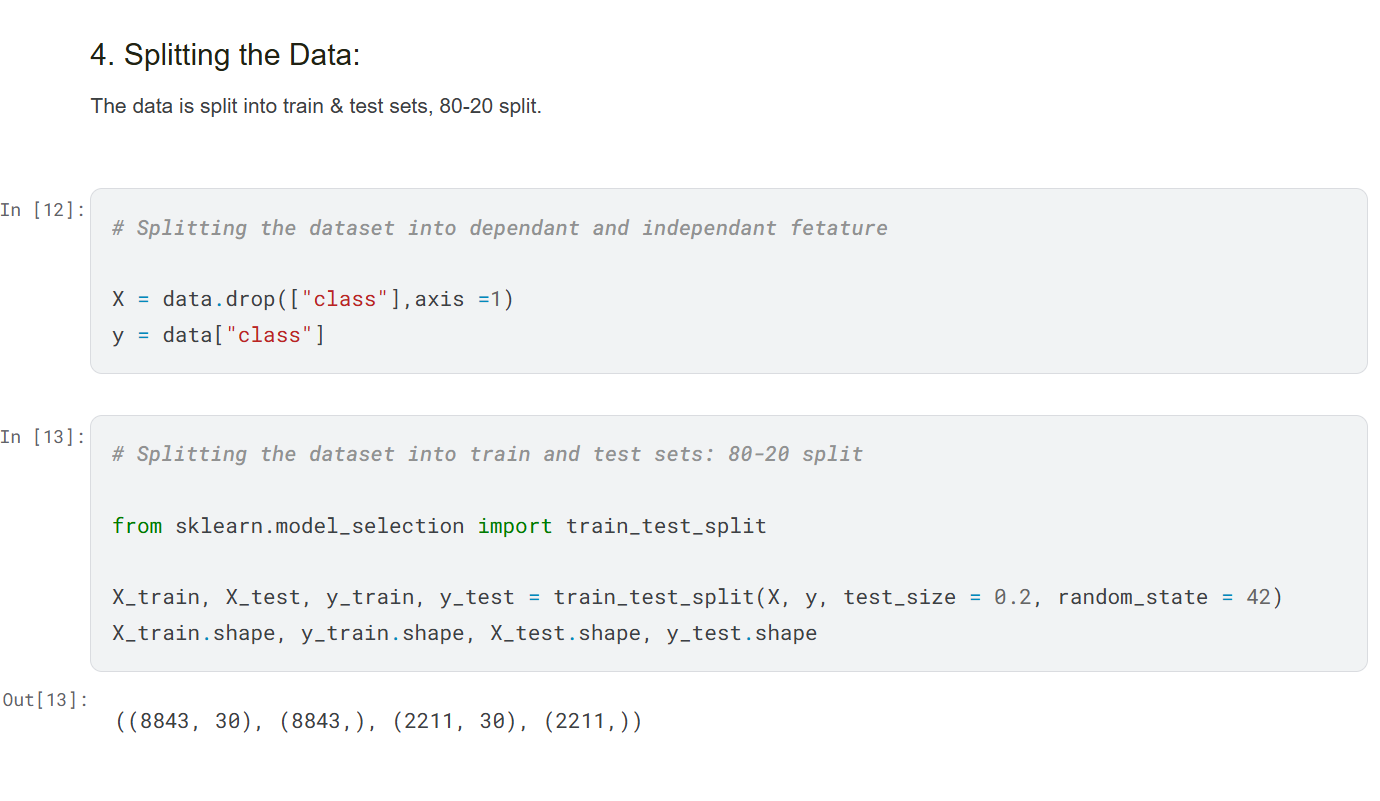 4. Splitting the Data:
The data is split into train & test sets, 80-20 split.
In [12]:
# Splitting the dataset into dependant and independant fetature
X = data.drop(["class"],axis =1)
y = data["class"]
In [13]:
# Splitting the dataset into train and test sets: 80-20 split
from sklearn.model_selection import train_test_split
X_train, X_test, y_train, y_test = train_test_split(X, y, test_size = 0.2, random_state = 42)
X_train.shape, y_train.shape, X_test.shape, y_test.shape
Out[13]:
((8843, 30), (8843,), (2211, 30), (2211,))